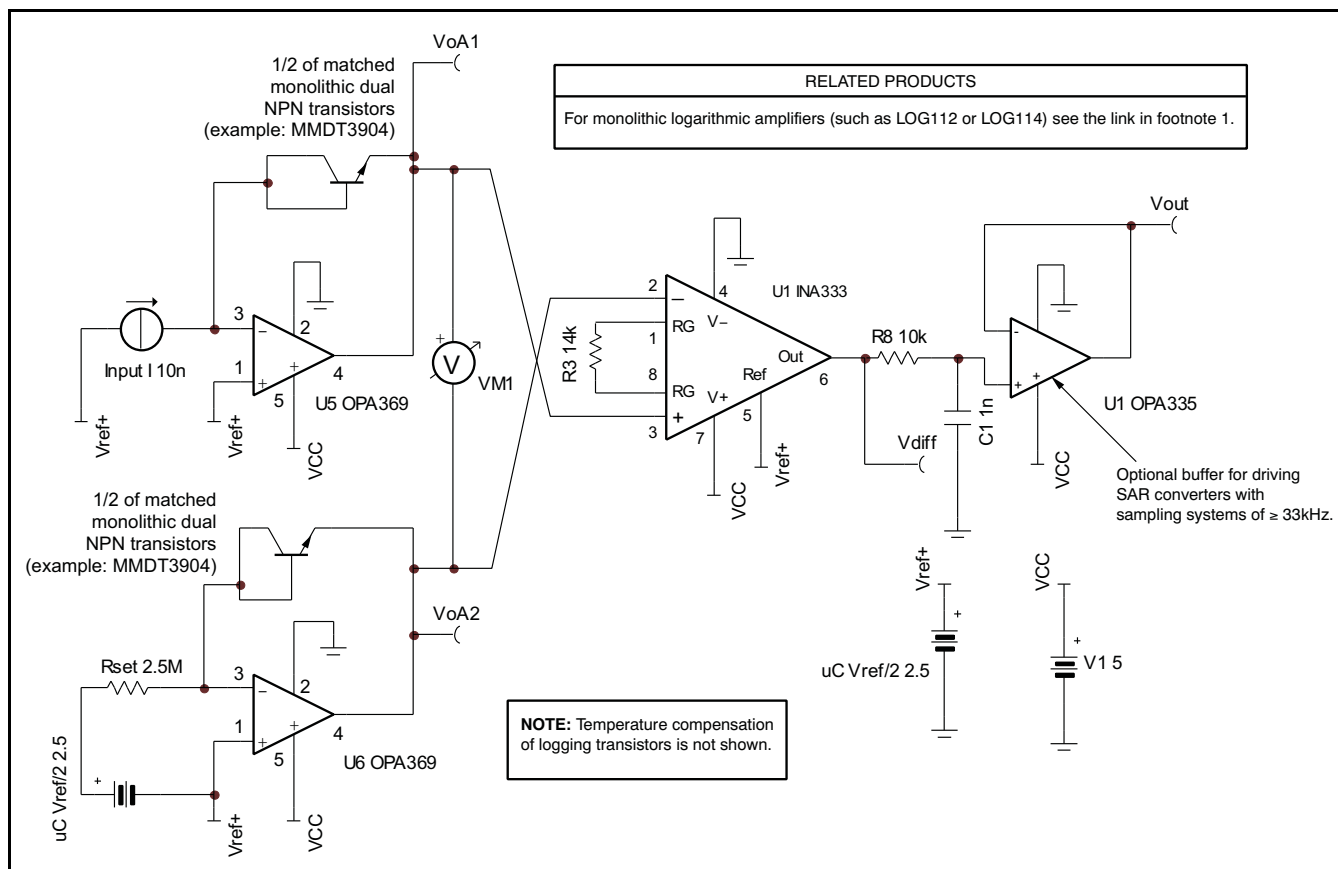 VoA1
1/2 of matched
monolithic dual
NPN transistors
(example: MMDT3904)
RELATED PRODUCTS
For monolithic logarithmic amplifiers (such as LOG112 or LOG114) see the link in footnote 1.
Input I 10n
Vref+
3
−
1
+
2
+
5
4
U5 OPA369
Vref+
VCC
+
V
VM1
2
−
RG
1
R3 14k
8
RG
+
3
4
V−
U1 INA333
Out
6
Ref
V+
5
7
VCC
Vref+
Vdiff
R8 10k
C1 1n
Vout
-
+
+
U1 OPA335
VCC
Optional buffer for driving
SAR converters with
sampling systems of ≥ 33kHz.
1/2 of matched
monolithic dual
NPN transistors
(example: MMDT3904)
VoA2
Rset 2.5M
3
−
1
+
2
+
5
4
U6 OPA369
uC Vref/2 2.5
+
Vref+
VCC
NOTE: Temperature compensation
of logging transistors is not shown.
Vref+
+
uC Vref/2 2.5
VCC
+
V1 5